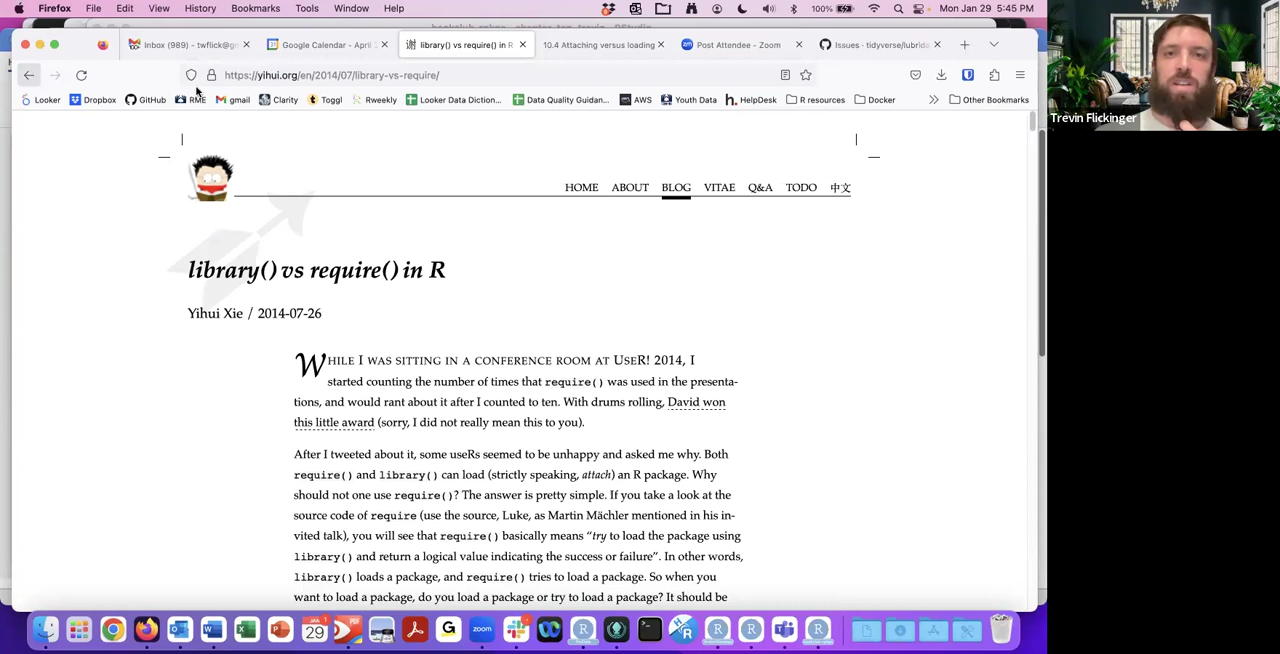 Firefox File Edit View History Bookmarks Tools Window Help 100% Mon Jan 29 5:45 PM
Inbox (989) - twflick@gm Google Calendar - April 谢 library() vs require() in R 10.4 Attaching versus loading Post Attendee - Zoom Issues · tidyverse/lubrida
https://yihui.org/en/2014/07/library-vs-require/
Looker Dropbox GitHub RME gmail Clarity Toggl Rweekly Looker Data Diction... Data Quality Guidan... AWS Youth Data HelpDesk R resources Docker Other Bookmarks
Trevin Flickinger
HOME ABOUT BLOG VITAE Q&A TODO 中文
library() vs require() in R
Yihui Xie / 2014-07-26
WHILE I WAS SITTING IN A CONFERENCE ROOM AT USER! 2014, I
started counting the number of times that require() was used in the presenta-
tions, and would rant about it after I counted to ten. With drums rolling, David won
this little award (sorry, I did not really mean this to you).
After I tweeted about it, some useRs seemed to be unhappy and asked me why. Both
require() and library() can load (strictly speaking, attach) an R package. Why
should not one use require()? The answer is pretty simple. If you take a look at the
source code of require (use the source, Luke, as Martin Mächler mentioned in his in-
vited talk), you will see that require() basically means “try to load the package using
library() and return a logical value indicating the success or failure”. In other words,
library() loads a package, and require() tries to load a package. So when you
want to load a package, do you load a package or try to load a package? It should be
JAN
29
zoom